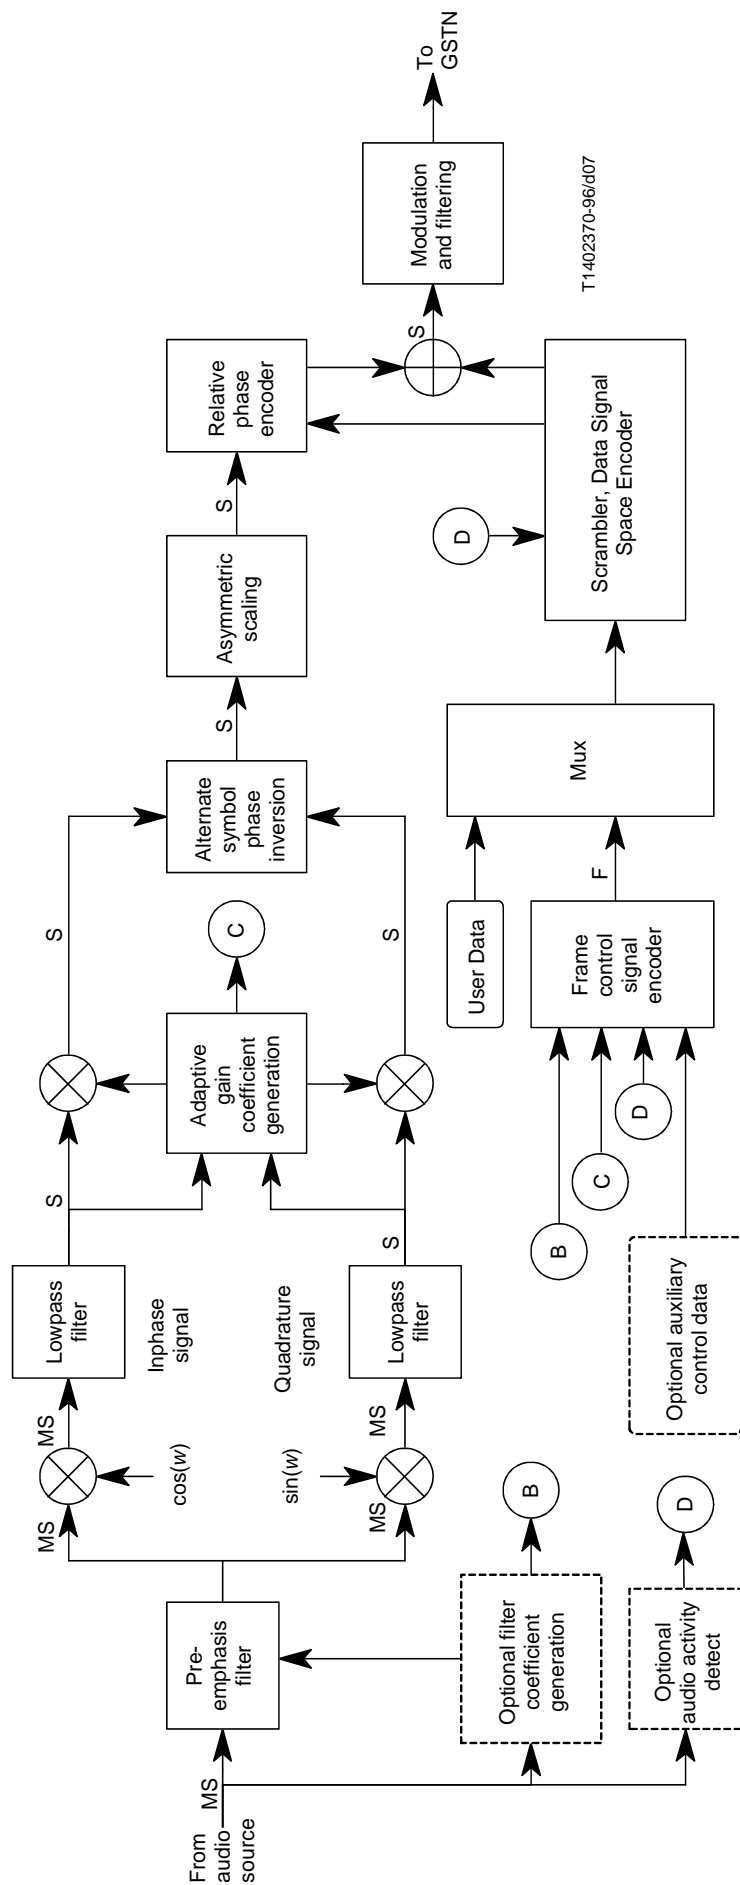 From
audio
source
MS
Pre-
emphasis
filter
Optional filter
coefficient
generation
B
Optional
audio activity
detect
D
MS
cos(w)
MS
Lowpass
filter
Inphase
signal
MS
sin(w)
MS
Lowpass
filter
Quadrature
signal
S
S
Adaptive
gain
coefficient
generation
C
S
S
Alternate
symbol
phase
inversion
S
Asymmetric
scaling
S
Relative
phase
encoder
Optional auxiliary
control data
B
C
D
Frame
control
signal
encoder
F
User Data
Mux
D
Scrambler, Data Signal
Space Encoder
S
Modulation
and filtering
To
GSTN
T1402370-96/d07